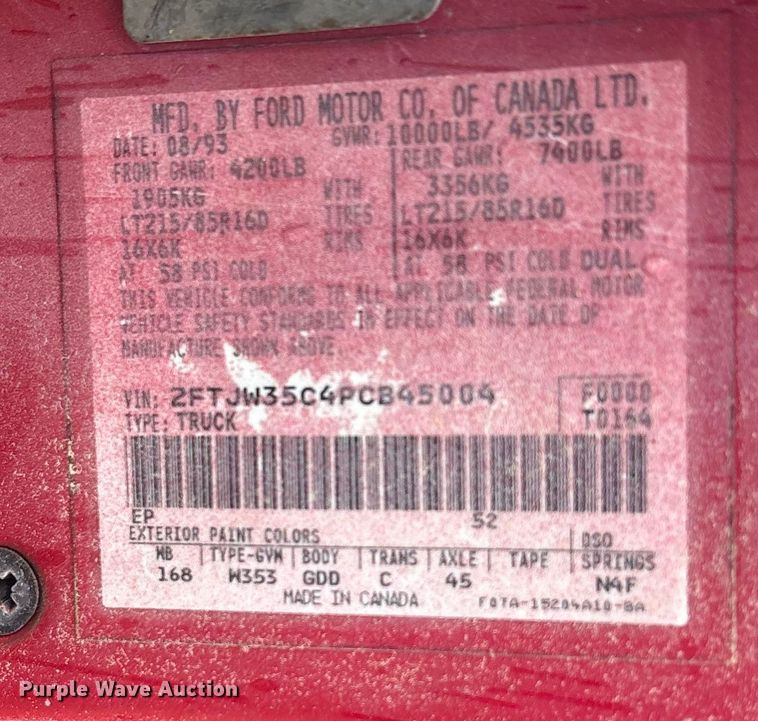 MFD. BY FORD MOTOR CO. OF CANADA LTD.
DATE: 08/93 GVWR: 10000LB/ 4535KG
FRONT GAWR: 4200LB REAR GAWR: 7400LB
1905KG WITH 3356KG WITH
LT215/85R16D TIRES LT215/85R16D TIRES
16X6K RIMS 16X6K RIMS
AT 58 PSI COLD AT 58 PSI COLD DUAL
THIS VEHICLE CONFORMS TO ALL APPLICABLE FEDERAL MOTOR
VEHICLE SAFETY STANDARDS IN EFFECT ON THE DATE OF
MANUFACTURE SHOWN ABOVE.
VIN: 2FTJW35C4PCB45004 F0000
TYPE: TRUCK T0164
EP 52
EXTERIOR PAINT COLORS DSO
WB TYPE-GVW BODY TRANS AXLE TAPE SPRINGS
168 W353 GDD C 45 N4F
MADE IN CANADA F07A-15204A10-BA
Purple Wave Auction